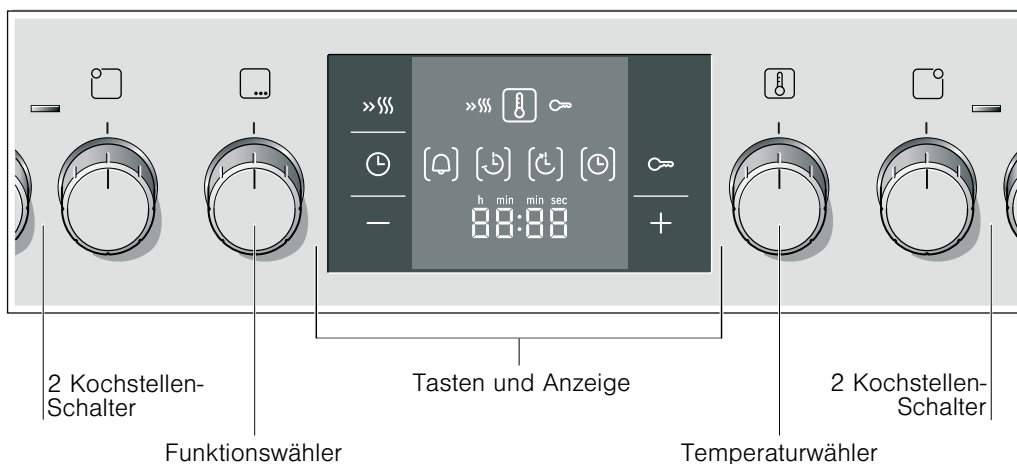 h min min sec
88:88
2 Kochstellen-
Schalter
Tasten und Anzeige
2 Kochstellen-
Schalter
Funktionswähler
Temperaturwähler